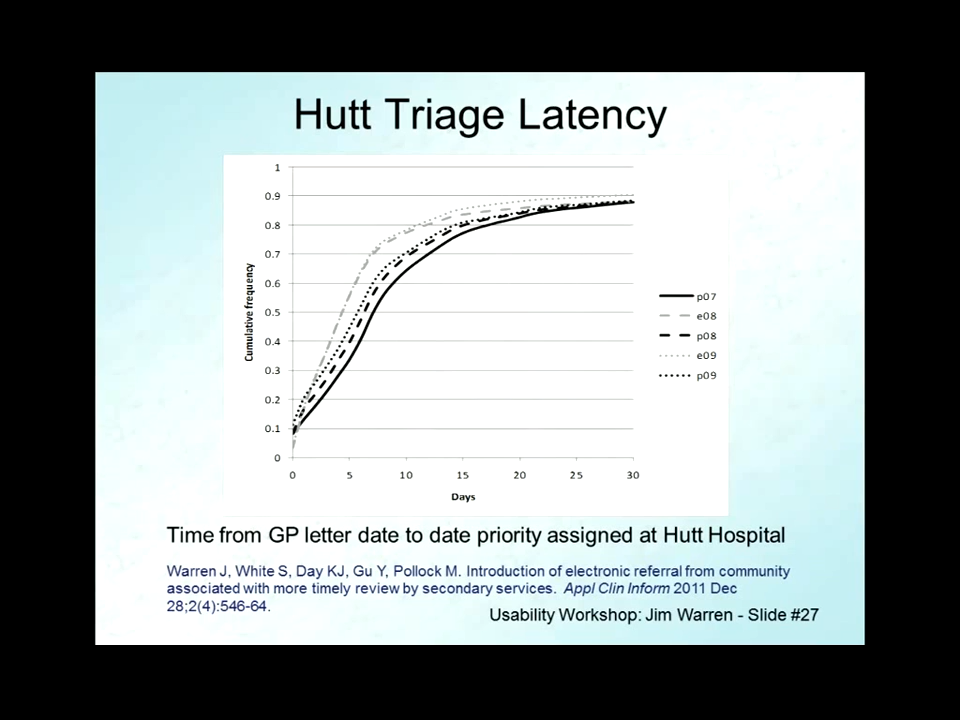 Hutt Triage Latency
1
0.9
0.8
0.7
0.6
0.5
0.4
0.3
0.2
0.1
0
Cumulative frequency
0 5 10 15 20 25 30
Days
p07
e08
p08
e09
p09
Time from GP letter date to date priority assigned at Hutt Hospital
Warren J, White S, Day KJ, Gu Y, Pollock M. Introduction of electronic referral from community
associated with more timely review by secondary services. Appl Clin Inform 2011 Dec
28;2(4):546-64.
Usability Workshop: Jim Warren - Slide #27